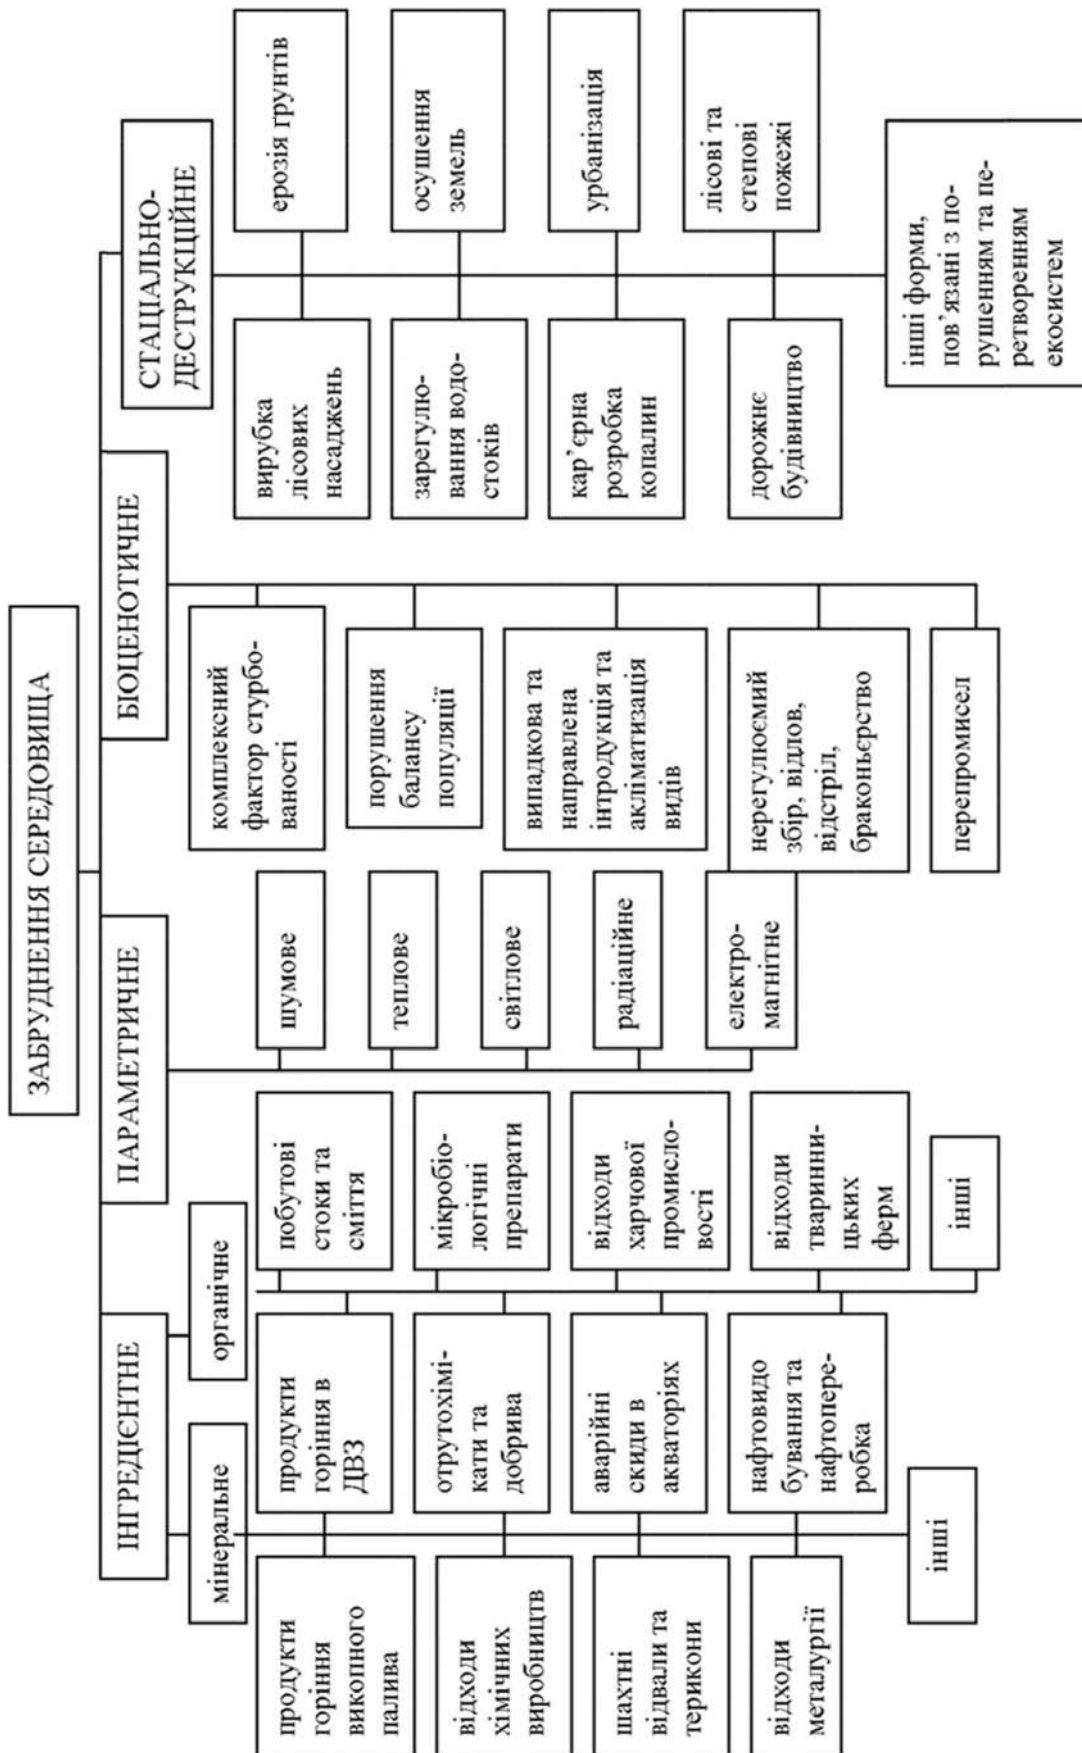 ЗАБРУДНЕННЯ СЕРЕДОВИЩА
ІНГРЕДІЄНТНЕ
ПАРАМЕТРИЧНЕ
БІОЦЕНОТИЧНЕ
СТАЦІАЛЬНО-
ДЕСТРУКЦІЙНЕ
мінеральне
органічне
продукти
горіння
викопного
палива
відходи
хімічних
виробництв
шахтні
відвали та
терикони
відходи
металургії
продукти
горіння в
ДВЗ
отрутохімі-
кати та
добрива
аварійні
скиди в
акваторіях
нафтовидо
бування та
нафтопере-
робка
інші
побутові
стоки та
сміття
мікробіо-
логічні
препарати
відходи
харчової
промисло-
вості
відходи
тваринни-
цьких
ферм
інші
шумове
теплове
світлове
радіаційне
електро-
магнітне
комплексний
фактор стурбо-
ваності
порушення
балансу
популяції
випадкова та
направлена
інтродукція та
акліматизація
видів
нерегулюємий
збір, відлов,
відстріл,
браконьєрство
перепромисел
вирубка
лісових
насаджень
зарегулю-
вання водо-
стоків
кар’єрна
розробка
копалин
дорожнє
будівництво
ерозія ґрунтів
осушення
земель
урбанізація
лісові та
степові
пожежі
інші форми,
пов’язані з по-
рушенням та пе-
ретворенням
екосистем